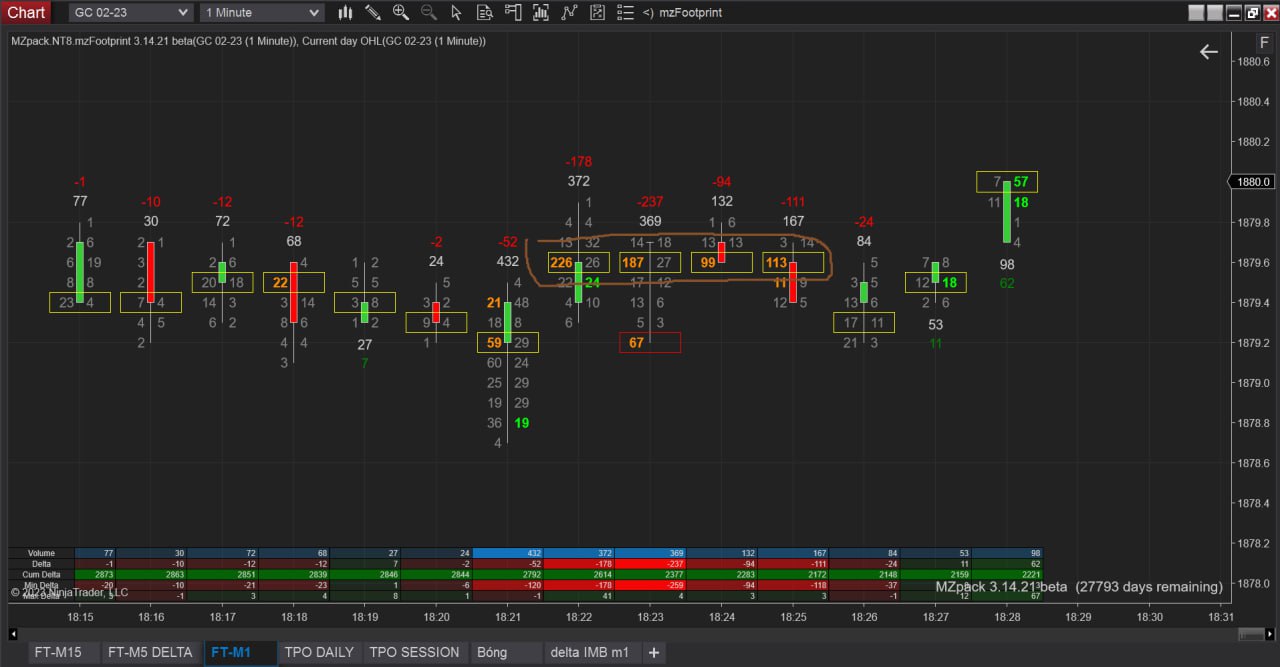 Chart GC 02-23 1 Minute <> mzFootprint
MZpack.NT8.mzFootprint 3.14.21 beta(GC 02-23 (1 Minute)), Current day OHL(GC 02-23 (1 Minute))
F
1880.6
1880.4
1880.2
-178
-1 372 -94 1880.0 7 57
77 -10 -12 1 -237 132 -111 11 18
1 30 72 -12 4 4 369 1 6 167 -24 1 1879.8
2 6 2 1 1 68 -2 -52 13 32 14 18 13 13 3 14 84 4
6 19 3 2 6 4 1 2 24 432 226 26 187 27 99 113 5 7 8 98 1879.6
8 8 2 20 18 22 5 5 5 4 22 24 17 12 11 9 3 5 12 18 62
23 4 7 4 14 3 3 14 3 8 3 2 21 48 4 10 13 6 12 5 13 6 2 6 1879.4
4 5 6 2 8 6 1 2 9 4 18 8 6 5 3 17 11 53
2 4 4 27 1 59 29 67 21 3 11 1879.2
3 7 60 24
25 29 1879.0
19 29
36 19 1878.8
4
1878.6
1878.4
1878.2
Volume 77 30 72 68 27 24 432 372 369 132 167 84 53 98
Delta -1 -10 -12 -12 7 -2 -52 -178 -237 -94 -111 -24 11 62
Cum Delta 2873 2863 2851 2839 2846 2844 2792 2614 2377 2283 2172 2148 2159 2221
Min Delta -20 -10 -21 -23 1 -6 -120 -178 -259 -94 -118 -37
MZpack 3.14.21 beta (27793 days remaining) 1878.0
-1 3 4 8 1 -1 41 4 3 3 -1 12 67
NinjaTrader, LLC
18:15 18:16 18:17 18:18 18:19 18:20 18:21 18:22 18:23 18:24 18:25 18:26 18:27 18:28 18:29 18:30 18:31
FT-M15 FT-M5 DELTA FT-M1 TPO DAILY TPO SESSION Bóng delta IMB m1 +